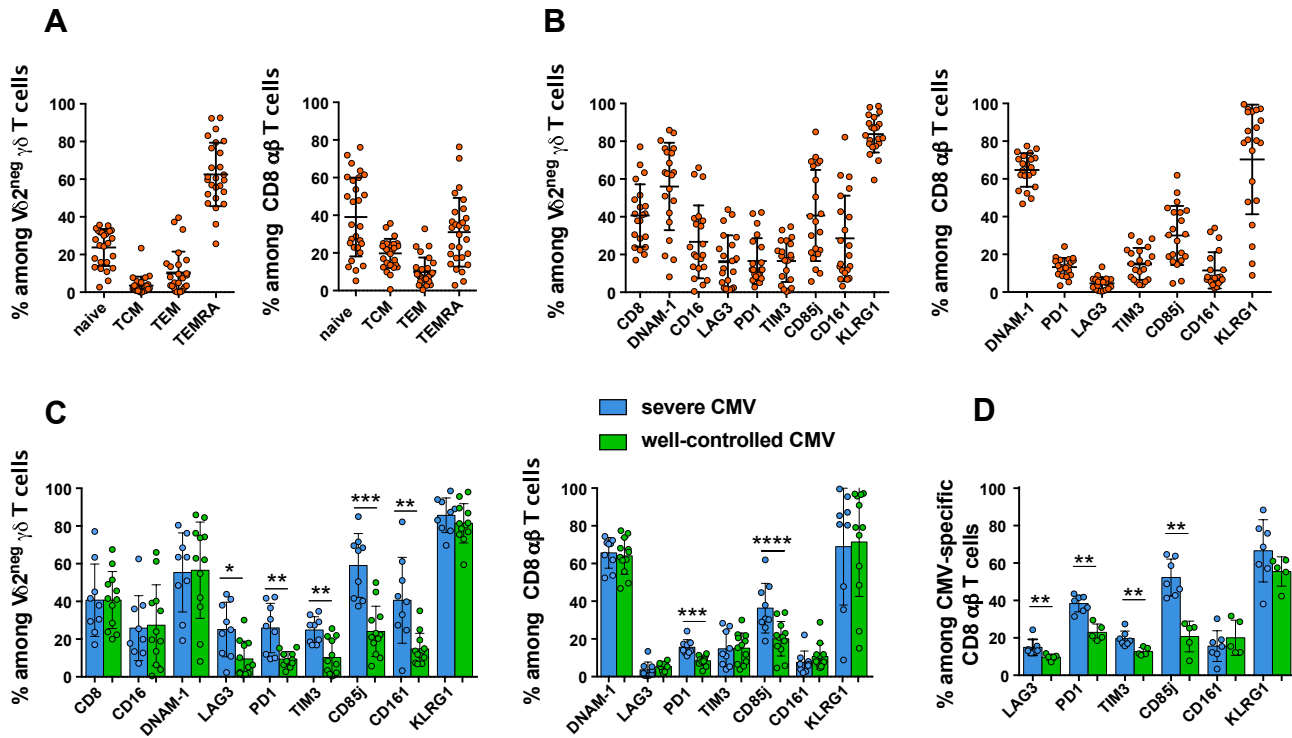 A
% among Vδ2neg γδ T cells
100
80
60
40
20
0
naive
TCM
TEM
TEMRA
% among CD8 αβ T cells
100
80
60
40
20
0
naive
TCM
TEM
TEMRA
B
% among Vδ2neg γδ T cells
100
80
60
40
20
0
CD8
DNAM-1
CD16
LAG3
PD1
TIM3
CD85j
CD161
KLRG1
% among CD8 αβ T cells
100
80
60
40
20
0
DNAM-1
PD1
LAG3
TIM3
CD85j
CD161
KLRG1
C
severe CMV
well-controlled CMV
% among Vδ2neg γδ T cells
100
80
60
40
20
0
*
**
**
***
**
CD8
CD16
DNAM-1
LAG3
PD1
TIM3
CD85j
CD161
KLRG1
% among CD8 αβ T cells
100
80
60
40
20
0
***
****
DNAM-1
LAG3
PD1
TIM3
CD85j
CD161
KLRG1
D
% among CMV-specific
CD8 αβ T cells
100
80
60
40
20
0
**
**
**
**
LAG3
PD1
TIM3
CD85j
CD161
KLRG1